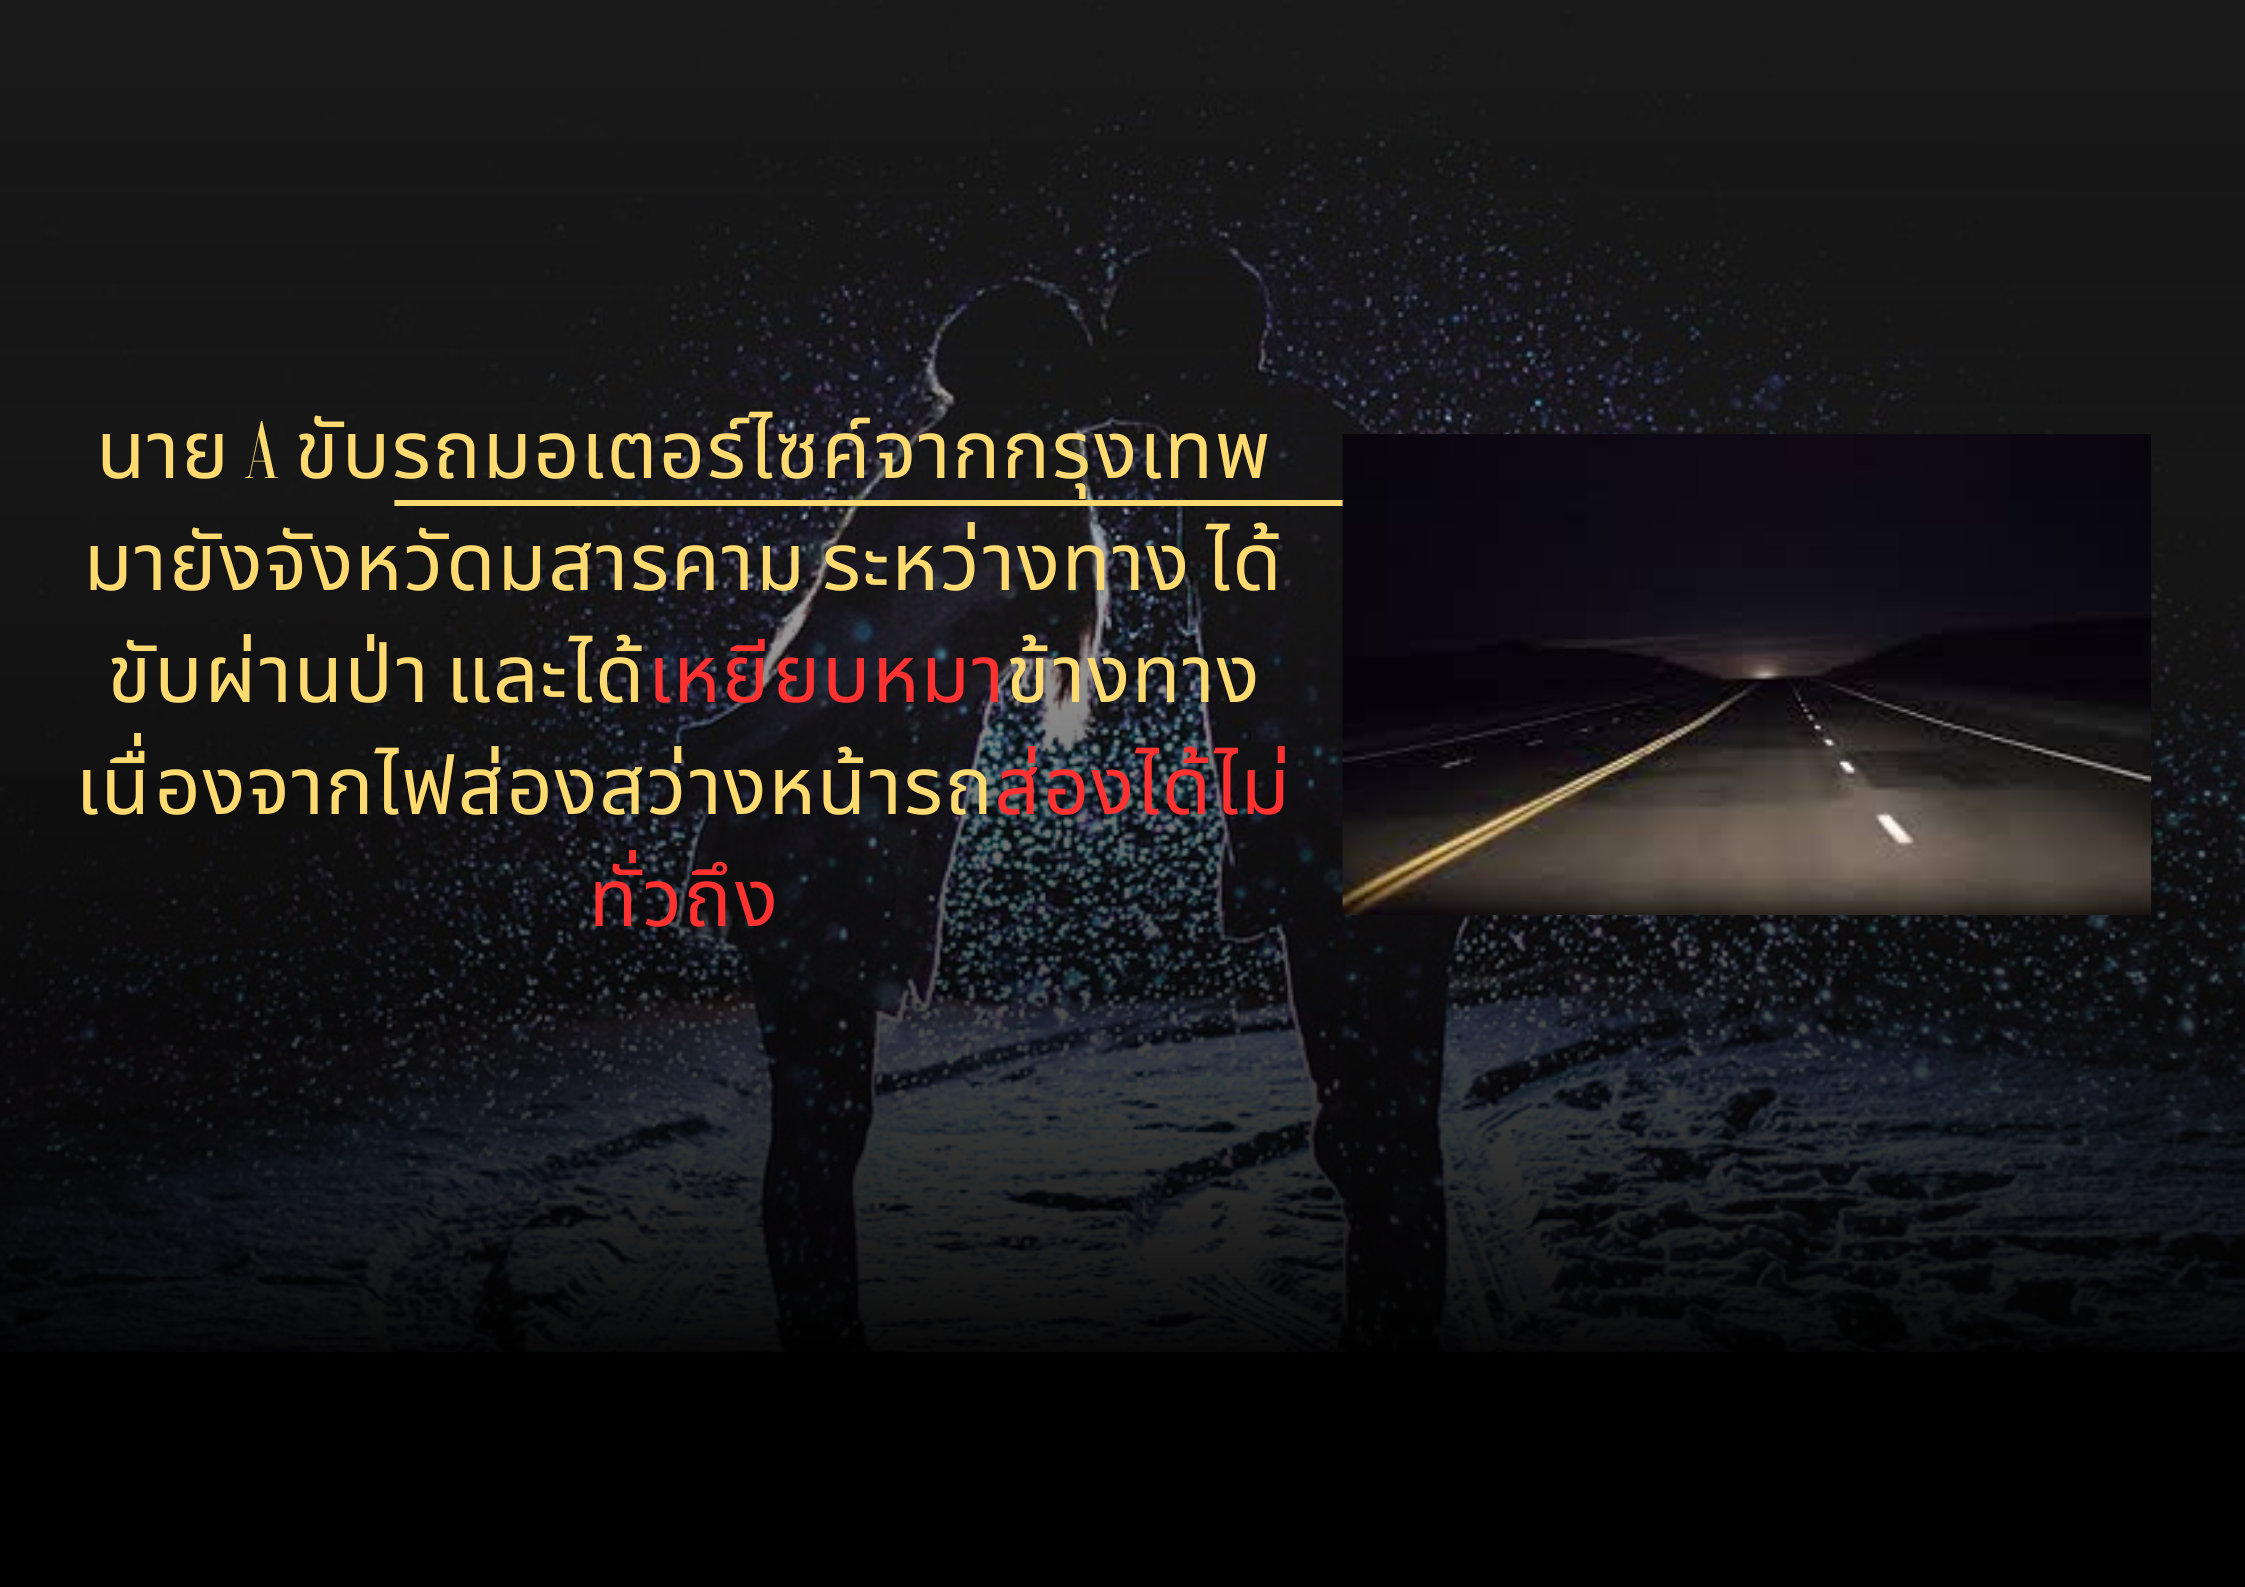 นาย A ขับรถมอเตอร์ไซค์จากกรุงเทพ
มายังจังหวัดมสารคาม ระหว่างทาง ได้
ขับผ่านป่า และได้เหยียบหมาข้างทาง
เนื่องจากไฟส่องสว่างหน้ารถส่องได้ไม่
ทั่วถึง